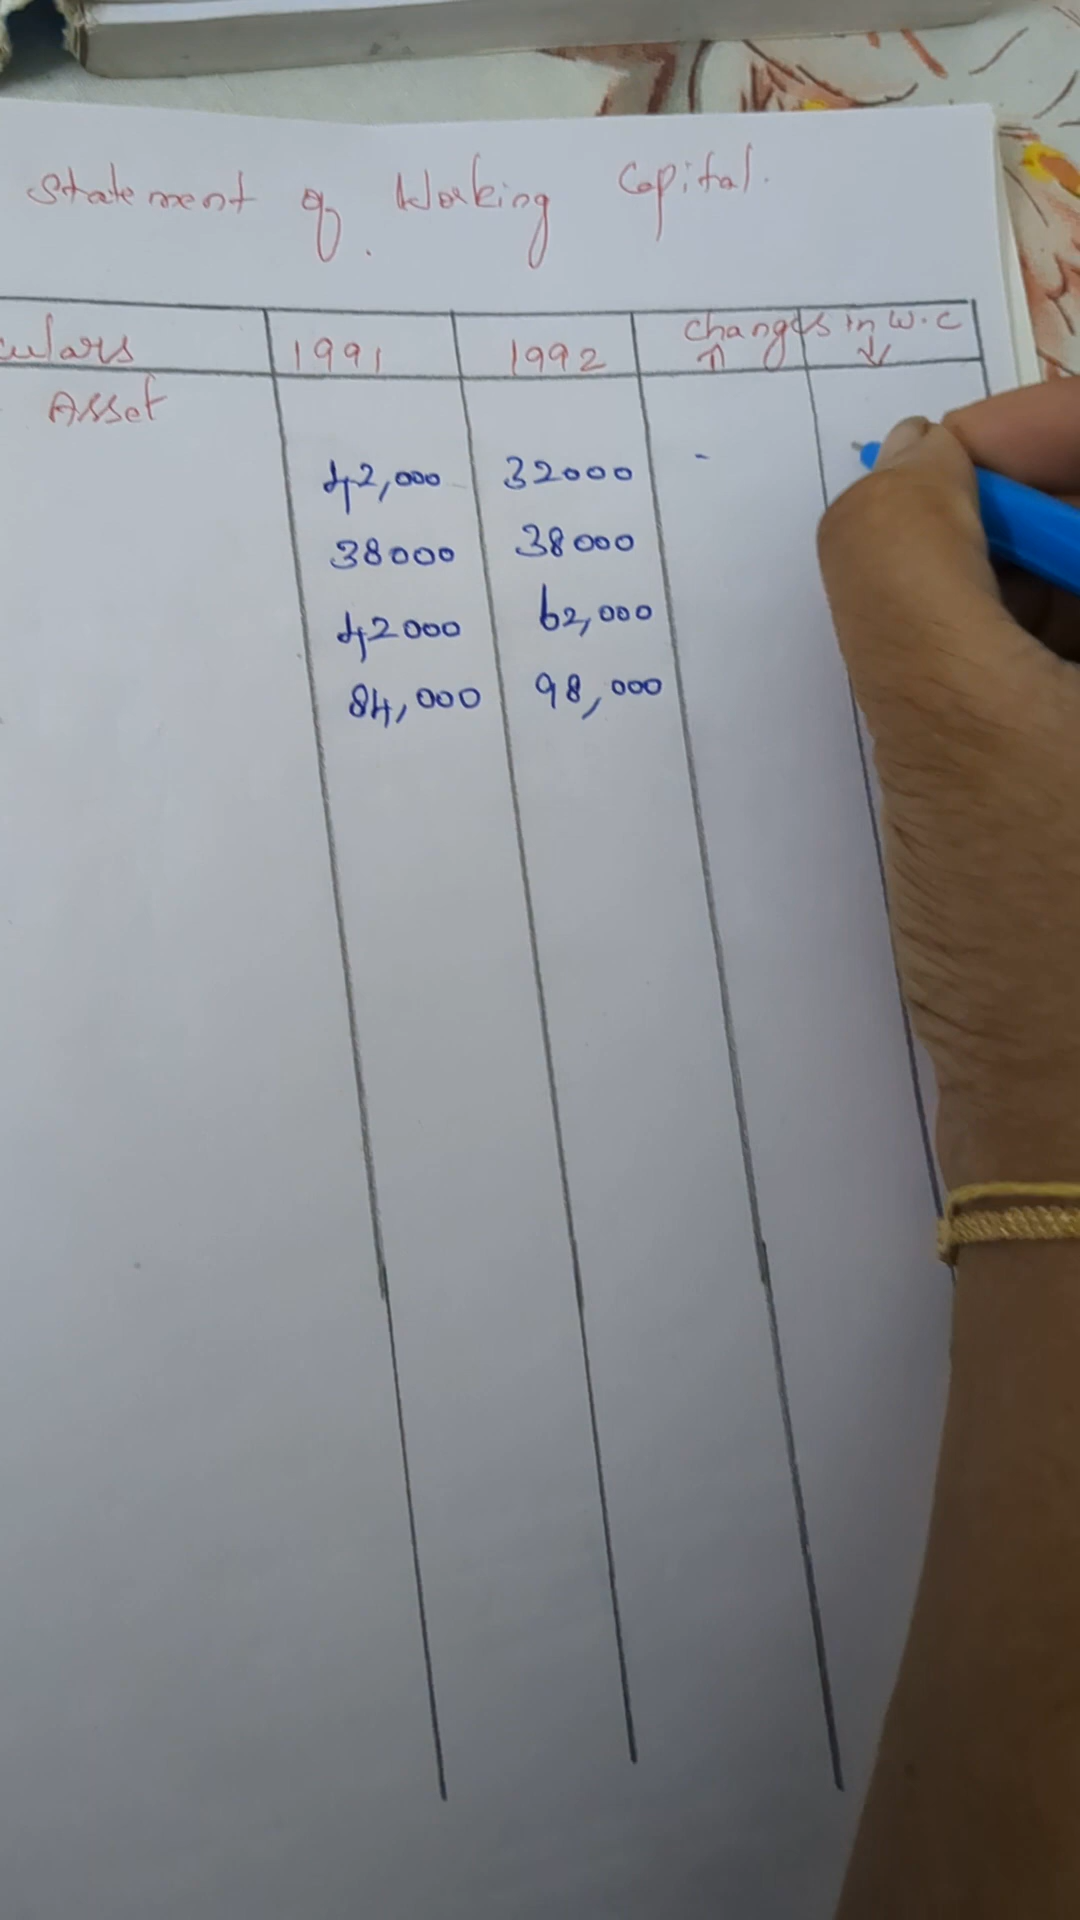 Statement of Working Capital.
culars 1991 1992 Changes in W.C
↑ ↓
Asset
42,000 32000 -
38000 38000
42000 62,000
84,000 98,000